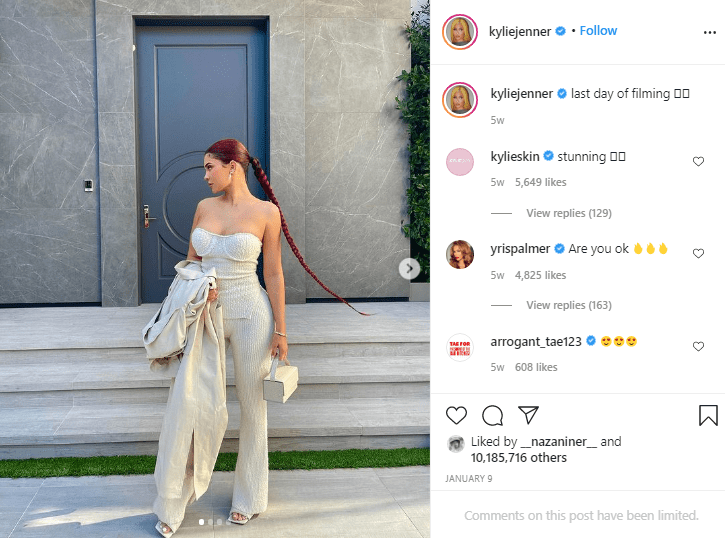 kyliejenner • Follow
kyliejenner last day of filming
5w
kylieskin stunning
5w 5,649 likes
View replies (129)
yrispalmer Are you ok
5w 4,825 likes
View replies (163)
TAE FOR
arrogant_tae123
5w 608 likes
Liked by __nazaniner__ and
10,185,716 others
JANUARY 9
Comments on this post have been limited.